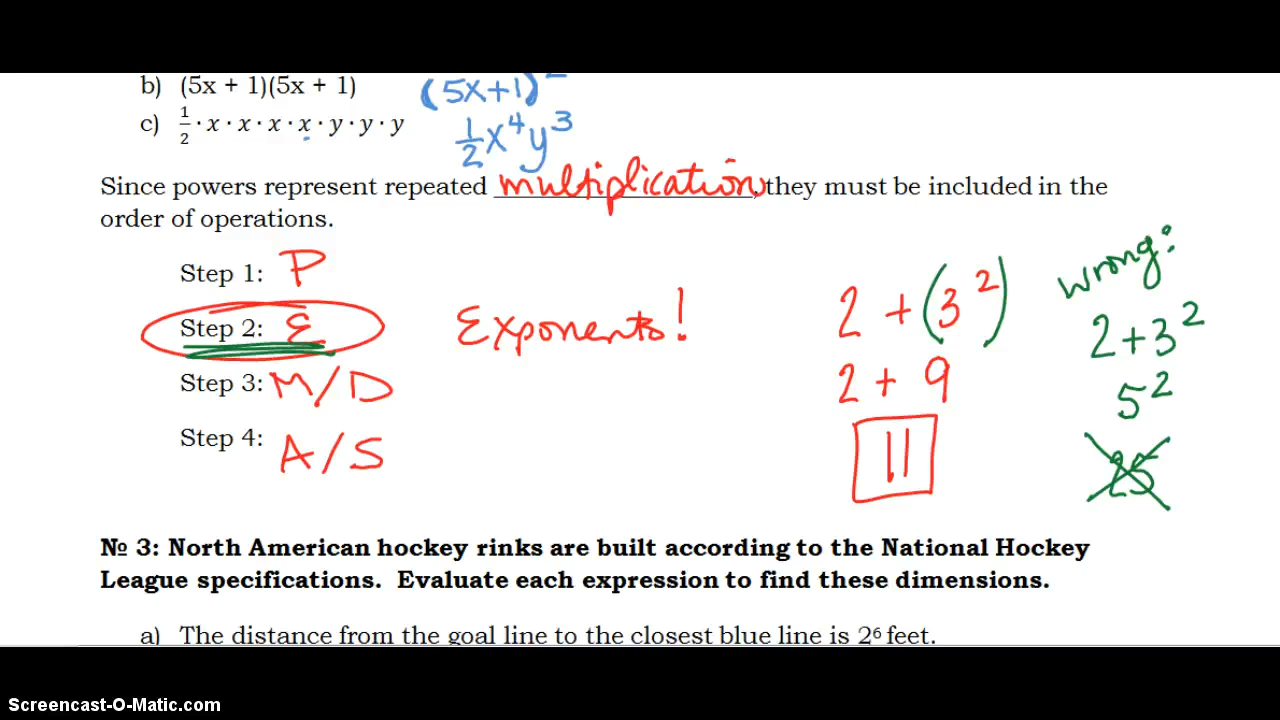 b) (5x + 1)(5x + 1) (5x+1)²
c) ½ · x · x · x · x · y · y · y ½x⁴y³
Since powers represent repeated multiplication, they must be included in the
order of operations.
Step 1: P
Step 2: E Exponents!
Step 3: M/D
Step 4: A/S
2 + (3²)
2 + 9
11
wrong:
2+3²
5²
25
№ 3: North American hockey rinks are built according to the National Hockey
League specifications. Evaluate each expression to find these dimensions.
a) The distance from the goal line to the closest blue line is 2⁶ feet.
Screencast-O-Matic.com